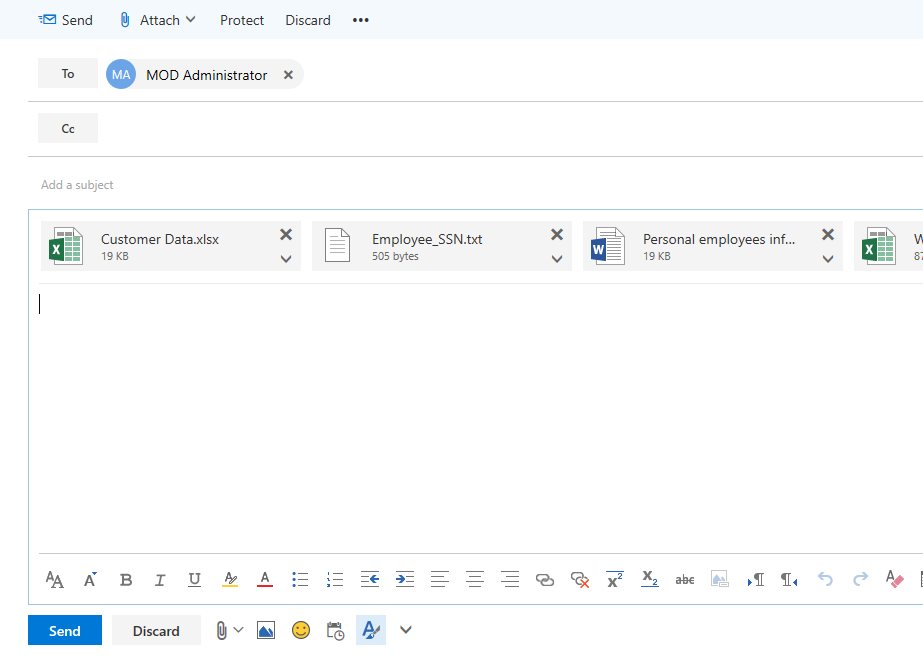 Send Attach Protect Discard •••
To MA MOD Administrator
Cc
Add a subject
Customer Data.xlsx
19 KB
Employee_SSN.txt
505 bytes
Personal employees inf...
19 KB
W
87
Send Discard